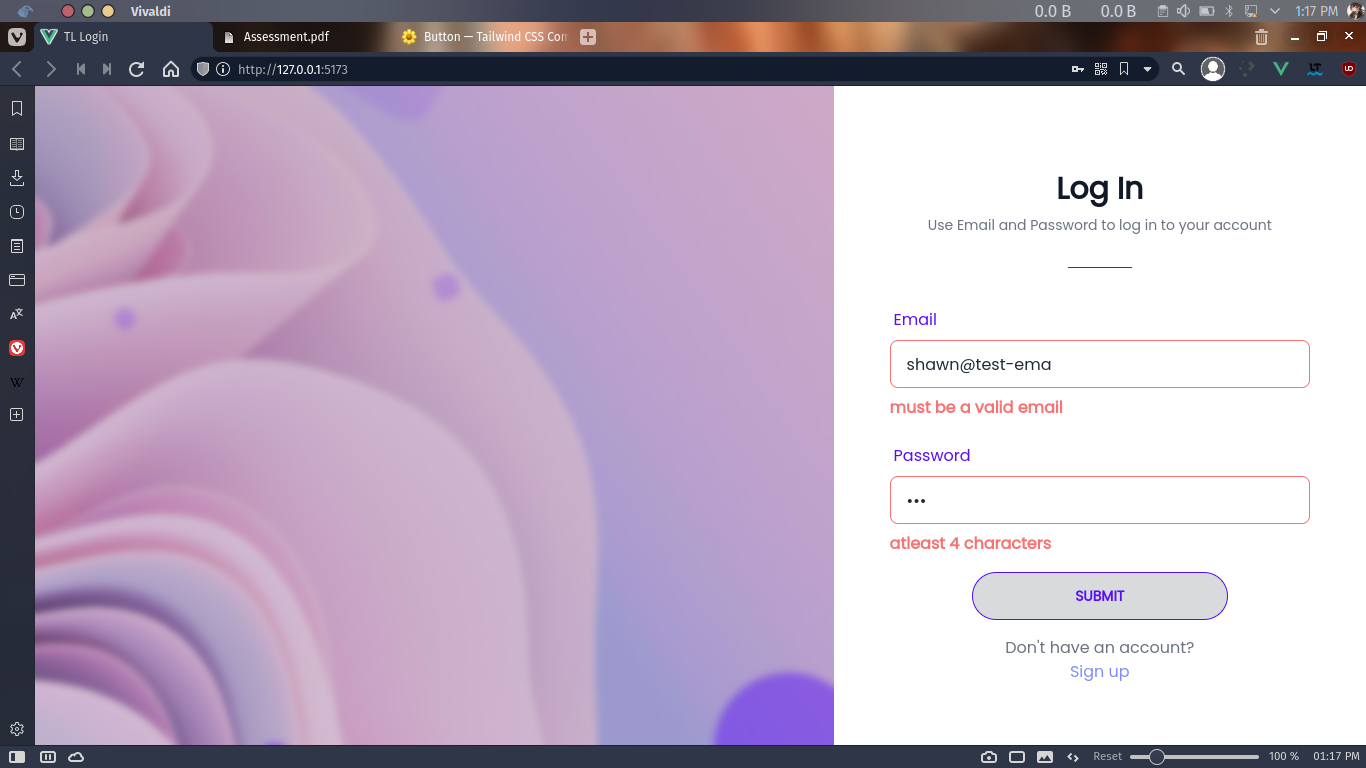 Vivaldi
0.0 B 0.0 B 1:17 PM
TL Login
Assessment.pdf
Button — Tailwind CSS Com
http://127.0.0.1:5173
Log In
Use Email and Password to log in to your account
Email
shawn@test-ema
must be a valid email
Password
atleast 4 characters
SUBMIT
Don't have an account?
Sign up
Reset 100 % 01:17 PM